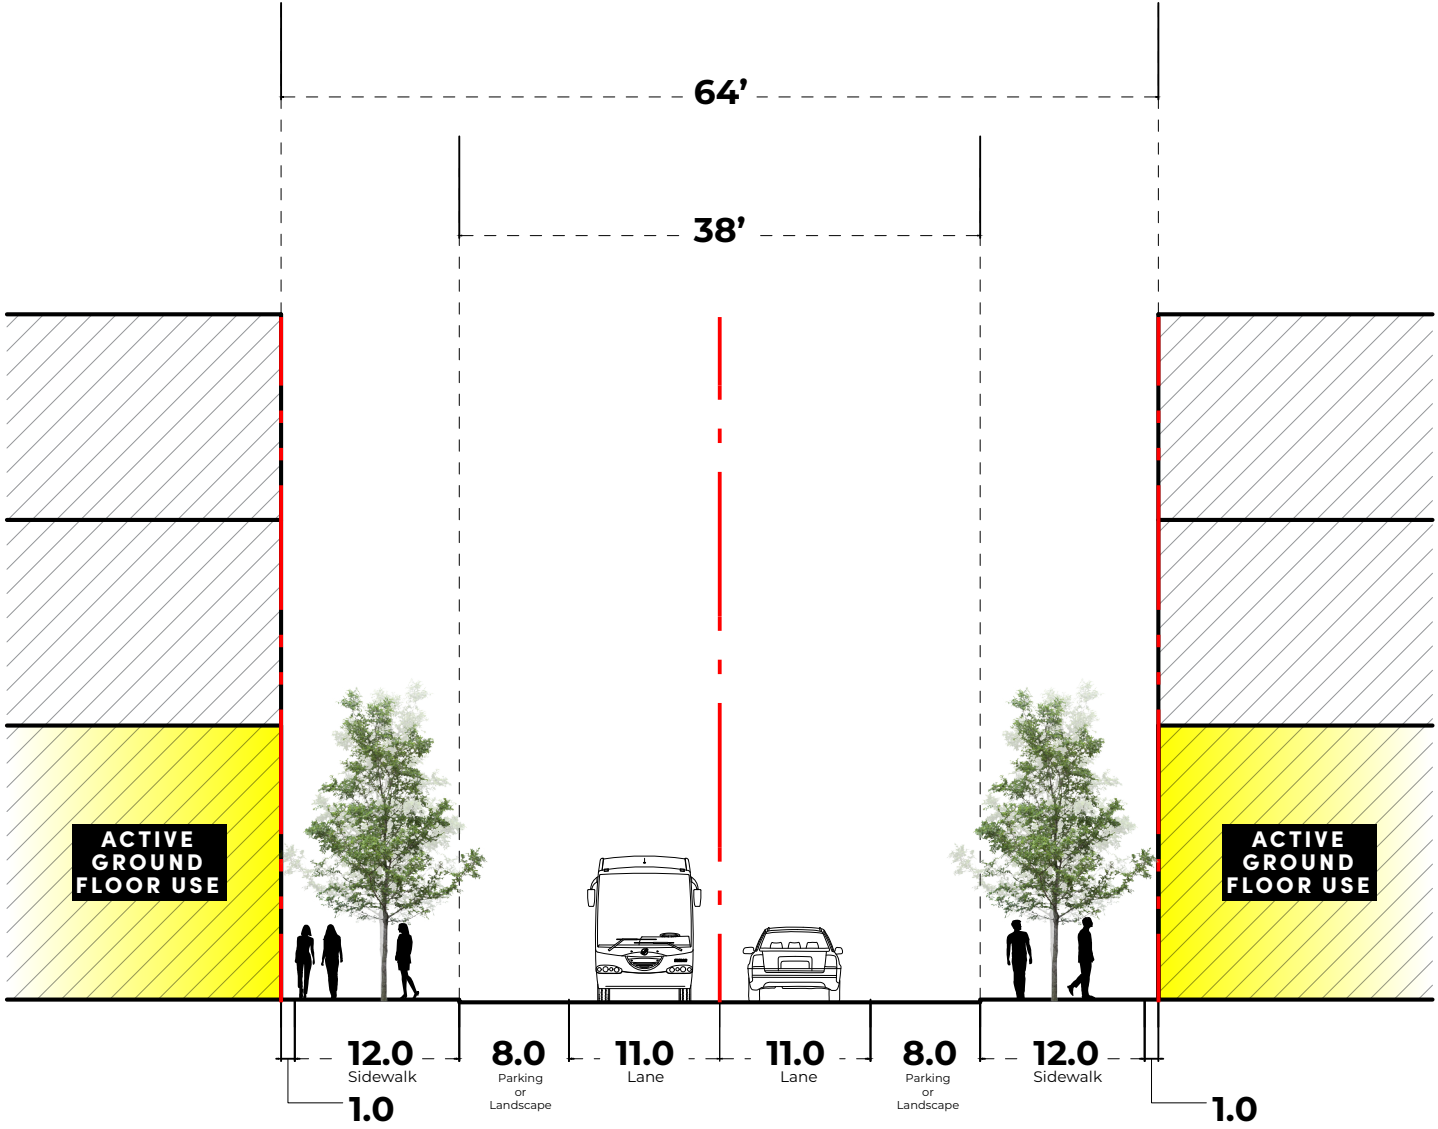 64’
38’
ACTIVE
GROUND
FLOOR USE
ACTIVE
GROUND
FLOOR USE
12.0
Sidewalk
8.0
Parking
or
Landscape
11.0
Lane
11.0
Lane
8.0
Parking
or
Landscape
12.0
Sidewalk
1.0
1.0